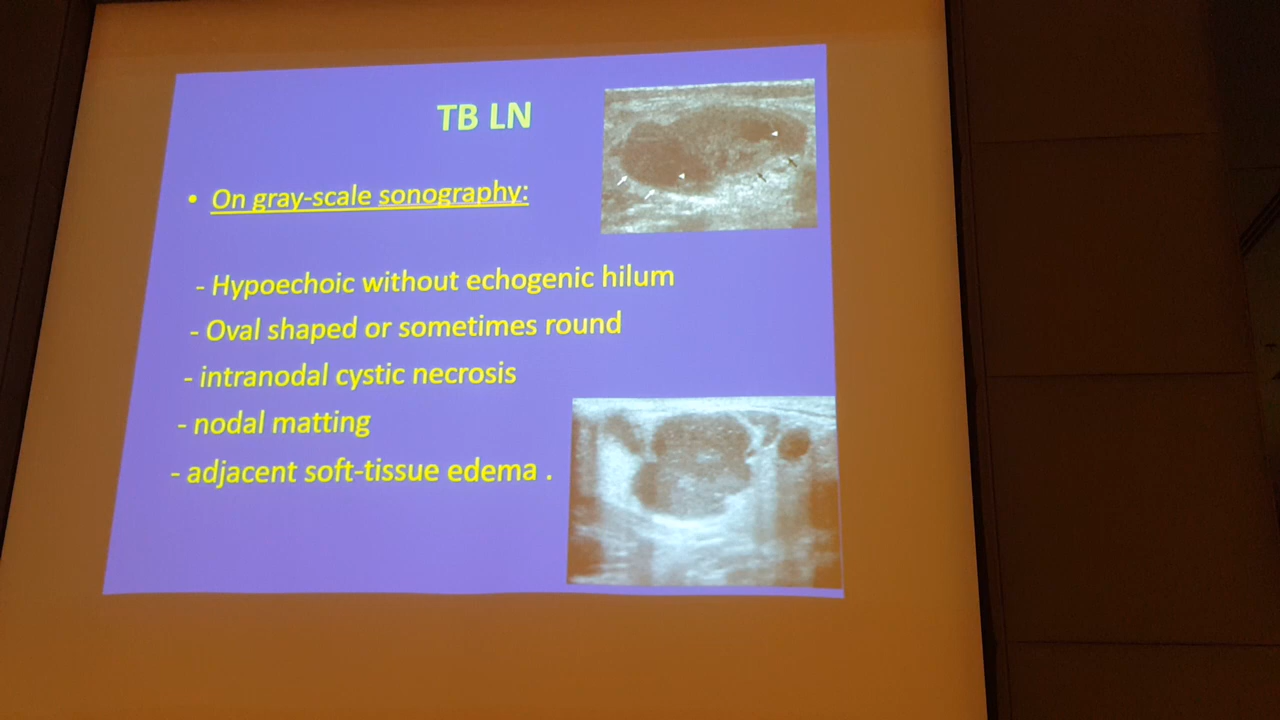 TB LN
• On gray-scale sonography:
- Hypoechoic without echogenic hilum
- Oval shaped or sometimes round
- intranodal cystic necrosis
- nodal matting
- adjacent soft-tissue edema .